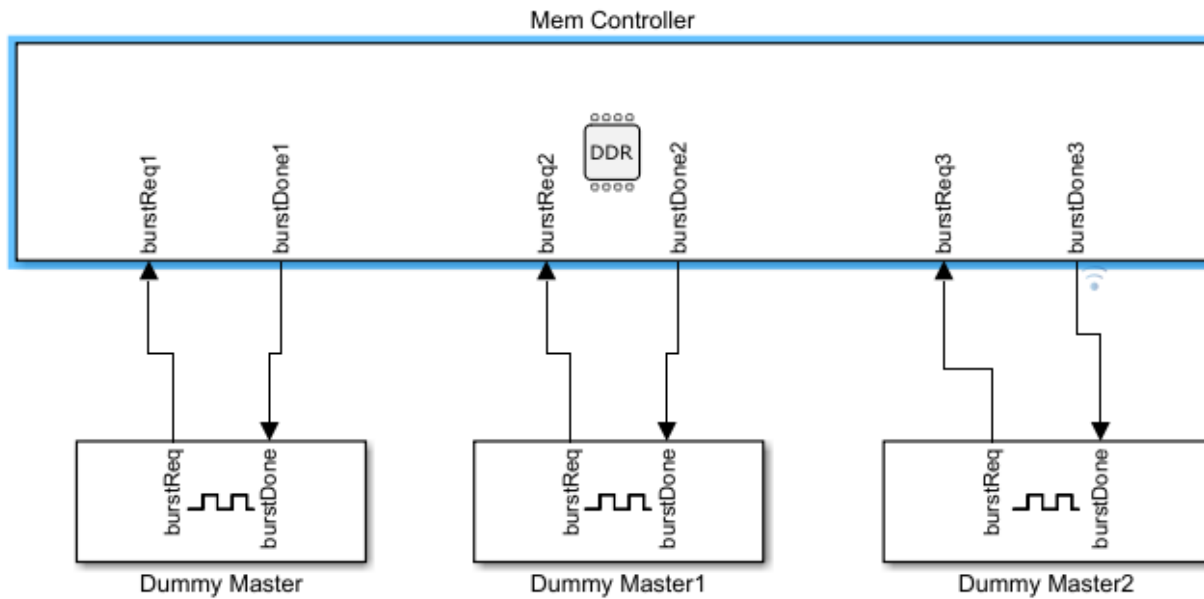 Mem Controller
burstReq1
burstDone1
burstReq2
DDR
burstDone2
burstReq3
burstDone3
burstReq
burstDone
burstReq
burstDone
burstReq
burstDone
Dummy Master
Dummy Master1
Dummy Master2